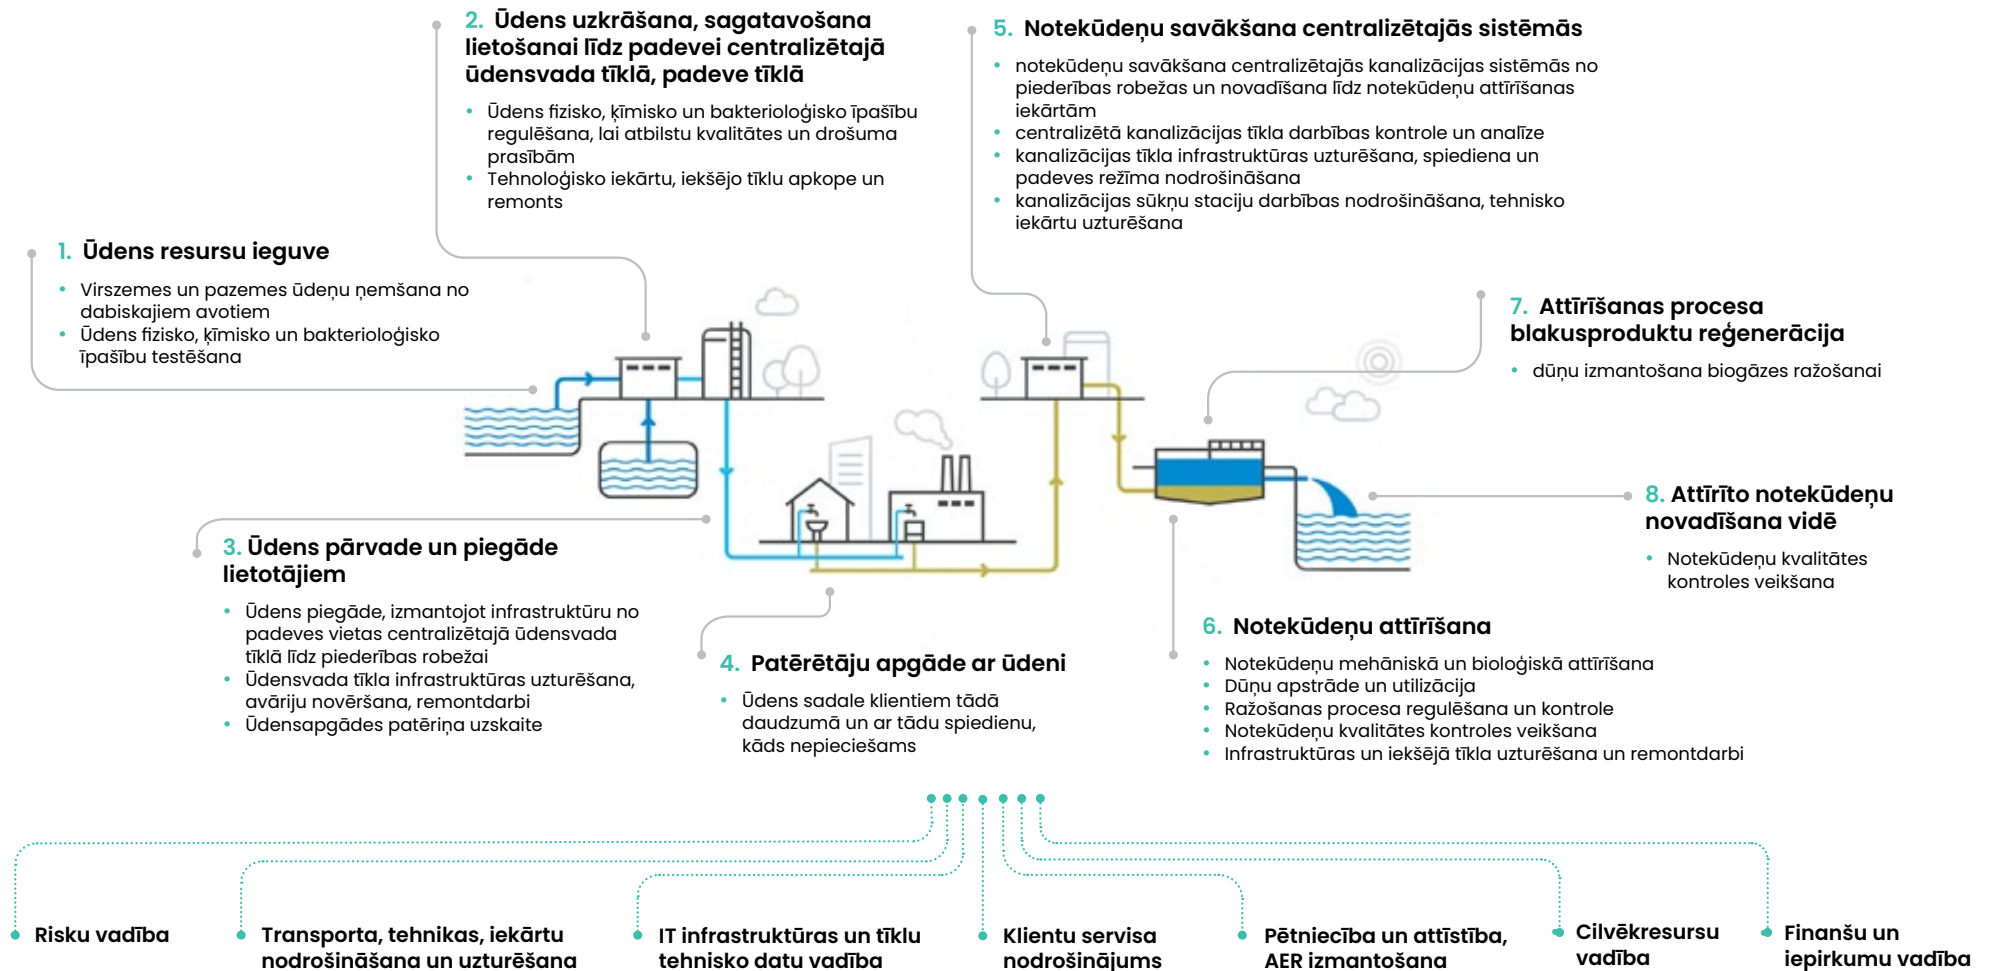 1. Ūdens resursu ieguve
• Virszemes un pazemes ūdeņu ņemšana no
dabiskajiem avotiem
• Ūdens fizisko, ķīmisko un bakterioloģisko
īpašību testēšana
2. Ūdens uzkrāšana, sagatavošana
lietošanai līdz padevei centralizētajā
ūdensvada tīklā, padeve tīklā
• Ūdens fizisko, ķīmisko un bakterioloģisko īpašību
regulēšana, lai atbilstu kvalitātes un drošuma
prasībām
• Tehnoloģisko iekārtu, iekšējo tīklu apkope un
remonts
3. Ūdens pārvade un piegāde
lietotājiem
• Ūdens piegāde, izmantojot infrastruktūru no
padeves vietas centralizētajā ūdensvada
tīklā līdz piederības robežai
• Ūdensvada tīkla infrastruktūras uzturēšana,
avāriju novēršana, remontdarbi
• Ūdensapgādes patēriņa uzskaite
4. Patērētāju apgāde ar ūdeni
• Ūdens sadale klientiem tādā
daudzumā un ar tādu spiedienu,
kāds nepieciešams
5. Notekūdeņu savākšana centralizētajās sistēmās
• notekūdeņu savākšana centralizētajās kanalizācijas sistēmās no
piederības robežas un novadīšana līdz notekūdeņu attīrīšanas
iekārtām
• centralizētā kanalizācijas tīkla darbības kontrole un analīze
• kanalizācijas tīkla infrastruktūras uzturēšana, spiediena un
padeves režīma nodrošināšana
• kanalizācijas sūkņu staciju darbības nodrošināšana, tehnisko
iekārtu uzturēšana
6. Notekūdeņu attīrīšana
• Notekūdeņu mehāniskā un bioloģiskā attīrīšana
• Dūņu apstrāde un utilizācija
• Ražošanas procesa regulēšana un kontrole
• Notekūdeņu kvalitātes kontroles veikšana
• Infrastruktūras un iekšējā tīkla uzturēšana un remontdarbi
7. Attīrīšanas procesa
blakusproduktu reģenerācija
• dūņu izmantošana biogāzes ražošanai
8. Attīrīto notekūdeņu
novadīšana vidē
• Notekūdeņu kvalitātes
kontroles veikšana
Risku vadība
Transporta, tehnikas, iekārtu
nodrošināšana un uzturēšana
IT infrastruktūras un tīklu
tehnisko datu vadība
Klientu servisa
nodrošinājums
Pētniecība un attīstība,
AER izmantošana
Cilvēkresursu
vadība
Finanšu un
iepirkumu vadība